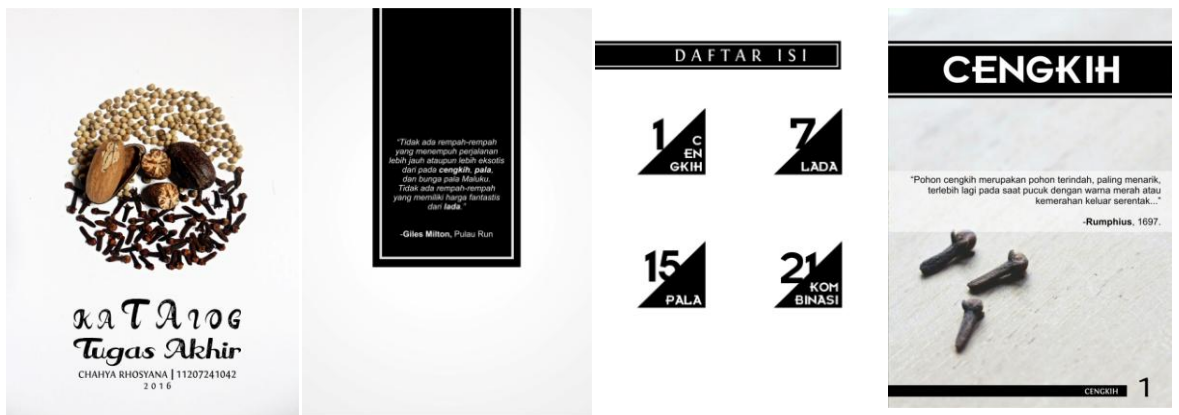 KATALOG
Tugas Akhir
CHAHYA RHOSYANA | 11207241042
2016
“Tidak ada rempah-rempah
yang menempuh perjalanan
lebih jauh ataupun lebih eksotis
dari pada cengkih, pala,
dan bunga pala Maluku.
Tidak ada rempah-rempah
yang memiliki harga fantastis
dari lada.”
-Giles Milton, Pulau Run
DAFTAR ISI
1
C
EN
GKIH
7
LADA
15
PALA
21
KOM
BINASI
CENGKIH
“Pohon cengkih merupakan pohon terindah, paling menarik,
terlebih lagi pada saat pucuk dengan warna merah atau
kemerahan keluar serentak...”
-Rumphius, 1697.
CENGKIH 1